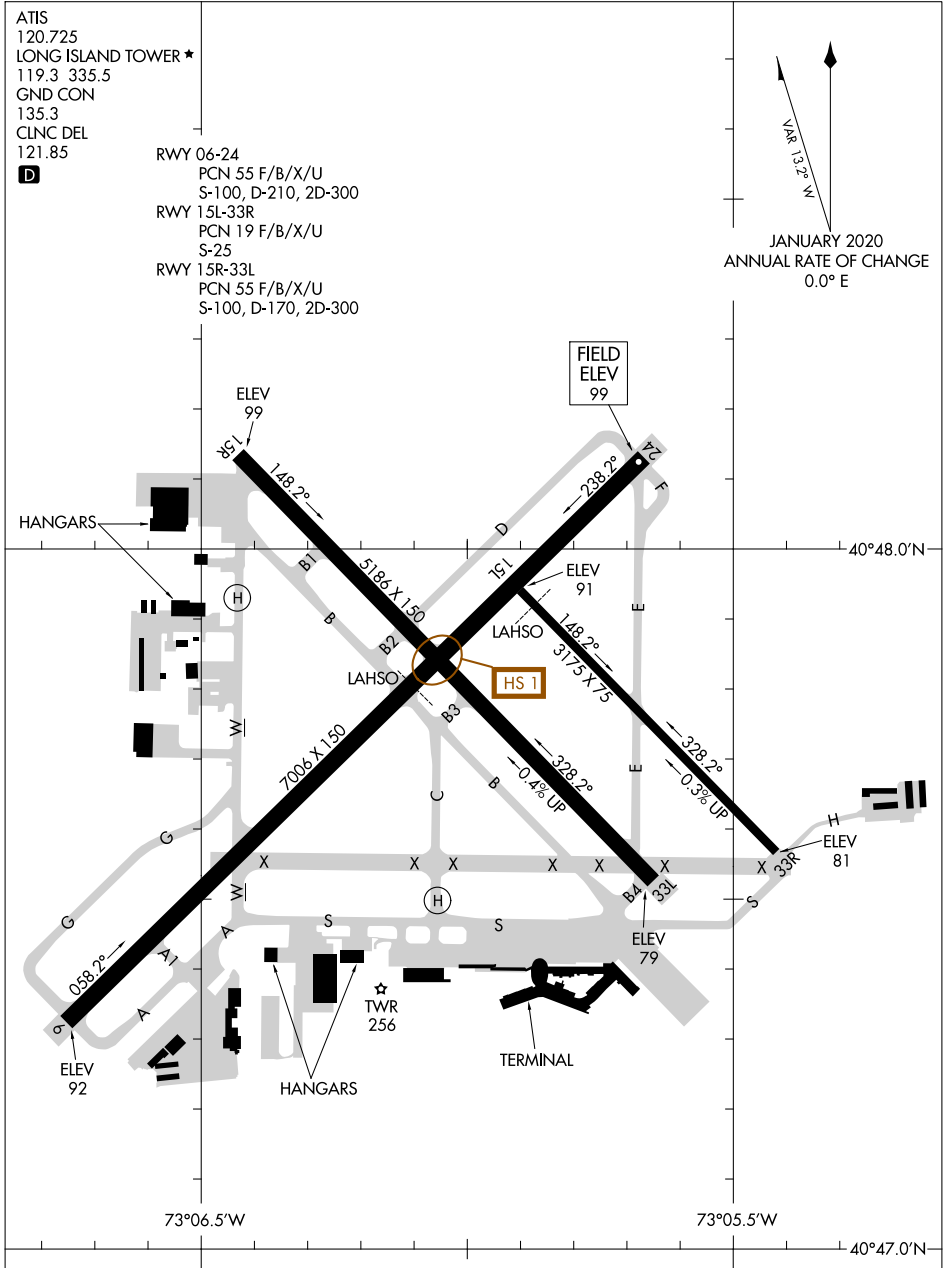 ATIS
120.725
LONG ISLAND TOWER ★
119.3 335.5
GND CON
135.3
CLNC DEL
121.85
D
RWY 06-24
PCN 55 F/B/X/U
S-100, D-210, 2D-300
RWY 15L-33R
PCN 19 F/B/X/U
S-25
RWY 15R-33L
PCN 55 F/B/X/U
S-100, D-170, 2D-300
VAR 13.2° W
JANUARY 2020
ANNUAL RATE OF CHANGE
0.0° E
FIELD
ELEV
99
ELEV
99
15R
148.2°
24
238.2°
F
D
HANGARS
40°48.0'N
B1
5186 X 150
15L
ELEV
91
H
B
E
LAHSO
148.2°
3175 X 75
B2
LAHSO
HS 1
B3
W
7006 X 150
328.2°
0.4% UP
B
C
E
328.2°
0.3% UP
H
G
ELEV
81
33R
X
X
X
X
X
X
X
W
H
B4
33L
S
G
A
S
S
ELEV
79
058.2°
A1
A
6
TWR
256
ELEV
92
HANGARS
TERMINAL
73°06.5'W
73°05.5'W
40°47.0'N